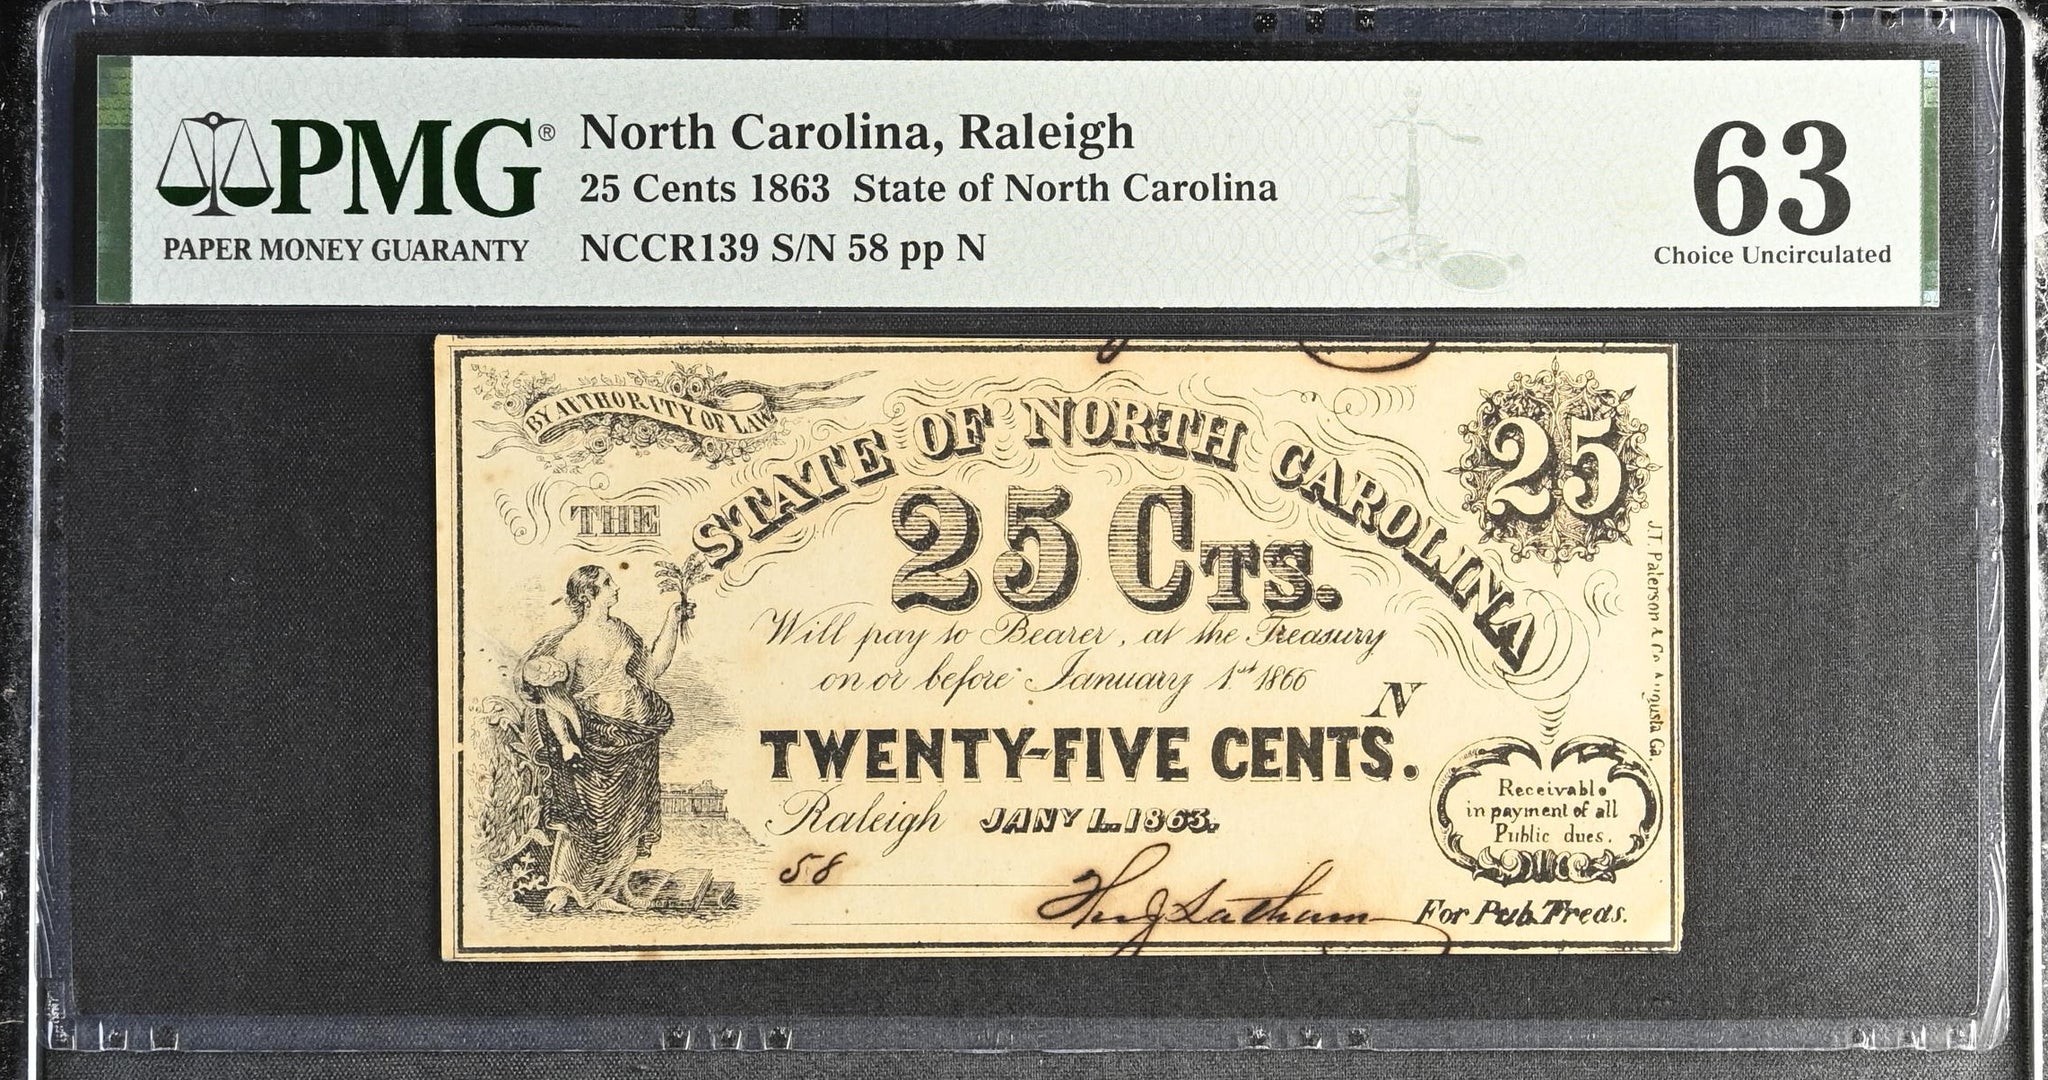 PMG®
PAPER MONEY GUARANTY
North Carolina, Raleigh
25 Cents 1863 State of North Carolina
NCCR139 S/N 58 pp N
63
Choice Uncirculated
BY AUTHORITY OF LAW
25
THE
STATE OF NORTH CAROLINA
25 CTS.
Will pay to Bearer, at the Treasury
on or before January 1st 1866
N
TWENTY-FIVE CENTS.
Raleigh JANY 1..1863.
58
J.T. Paterson & Co Augusta Ga.
Receivable
in payment of all
Public dues.
For Pub. Treas.